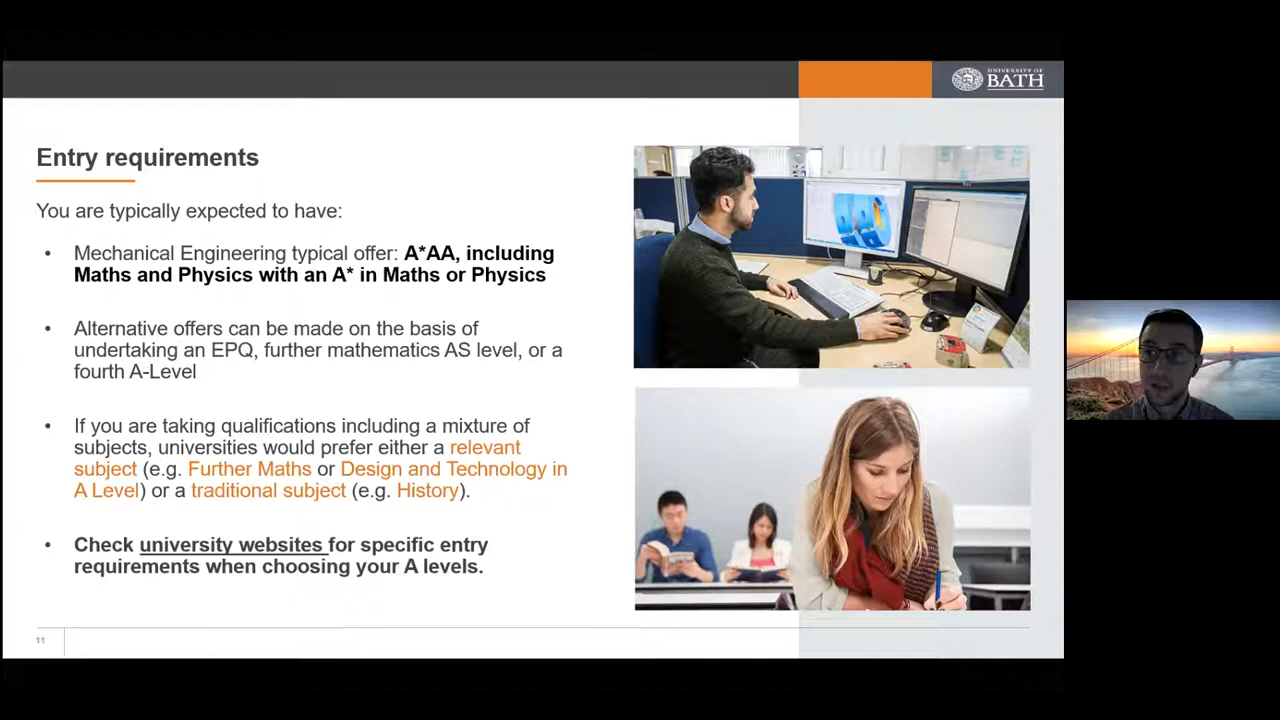 UNIVERSITY OF
BATH
Entry requirements
You are typically expected to have:
• Mechanical Engineering typical offer: A*AA, including
Maths and Physics with an A* in Maths or Physics
• Alternative offers can be made on the basis of
undertaking an EPQ, further mathematics AS level, or a
fourth A-Level
• If you are taking qualifications including a mixture of
subjects, universities would prefer either a relevant
subject (e.g. Further Maths or Design and Technology in
A Level) or a traditional subject (e.g. History).
• Check university websites for specific entry
requirements when choosing your A levels.
11